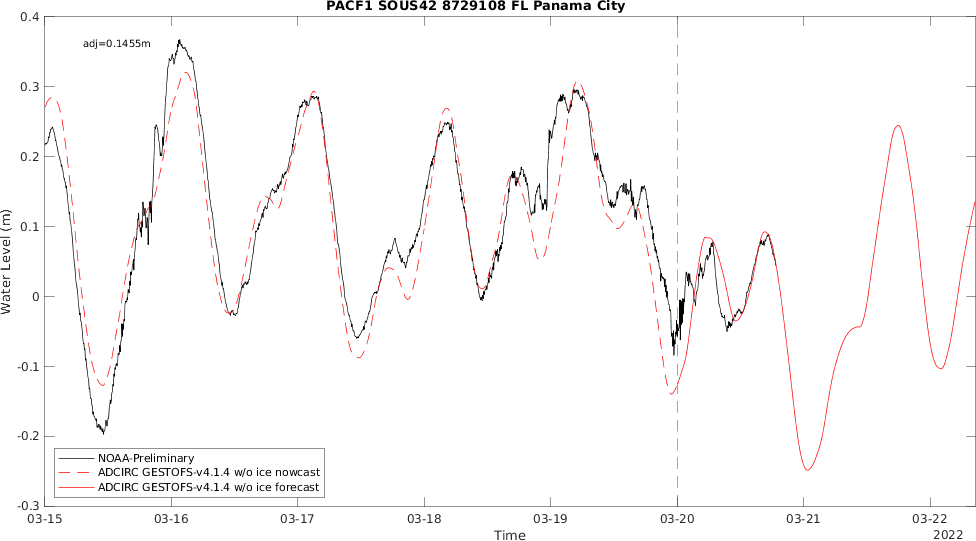 PACF1 SOUS42 8729108 FL Panama City
adj=0.1455m
0.4
0.3
0.2
0.1
0
-0.1
-0.2
-0.3
Water Level (m)
NOAA-Preliminary
ADCIRC GESTOFS-v4.1.4 w/o ice nowcast
ADCIRC GESTOFS-v4.1.4 w/o ice forecast
03-15 03-16 03-17 03-18 03-19 03-20 03-21 03-22
Time
2022